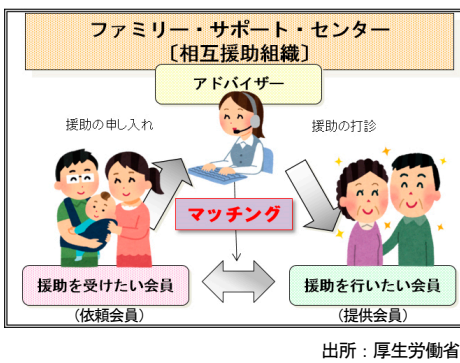 ファミリー・サポート・センター
〔相互援助組織〕
アドバイザー
援助の申し入れ
援助の打診
マッチング
援助を受けたい会員
援助を行いたい会員
(依頼会員)
(提供会員)
出所：厚生労働省